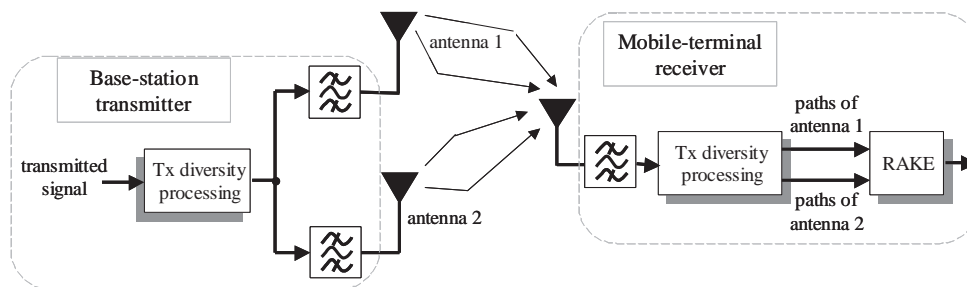 antenna 1
Mobile-terminal
receiver
Base-station
transmitter
paths of
antenna 1
transmitted
signal
Tx diversity
processing
Tx diversity
processing
RAKE
antenna 2
paths of
antenna 2